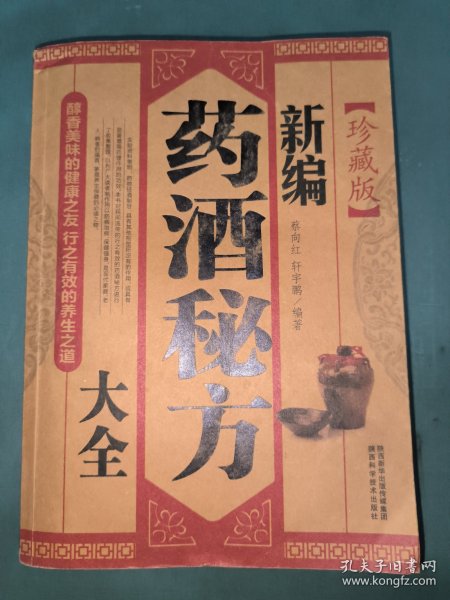 【珍藏版】
新编
药酒秘方
大全
蔡向红 轩宇鹏/编著
醇香美味的健康之友 行之有效的养生之道
陕西新华出版传媒集团
陕西科学技术出版社
孔夫子旧书网
www.kongfz.com